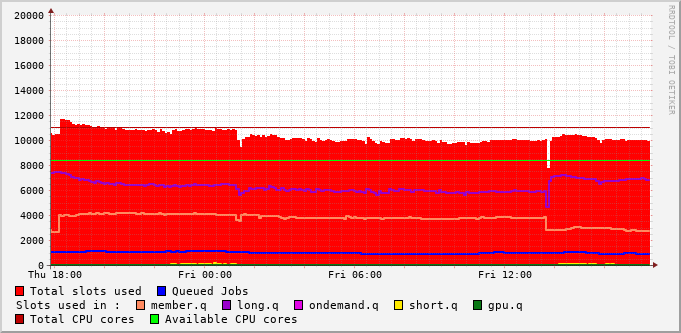 20000
18000
16000
14000
12000
10000
8000
6000
4000
2000
0
Thu 18:00 Fri 00:00 Fri 06:00 Fri 12:00
Total slots used Queued Jobs
Slots used in : member.q long.q ondemand.q short.q gpu.q
Total CPU cores Available CPU cores
RRDTOOL / TOBI OETIKER